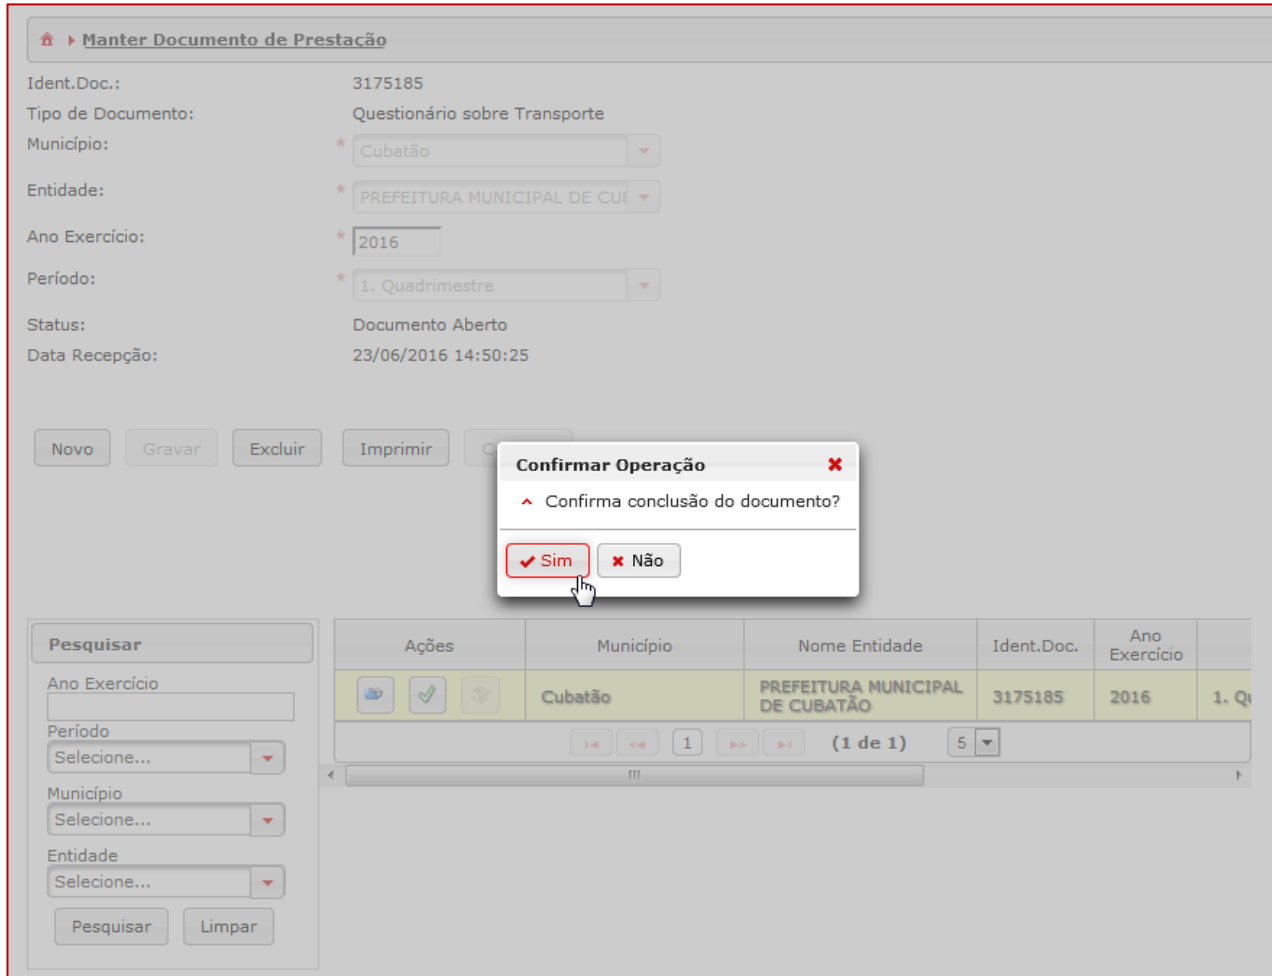 Manter Documento de Prestação
Ident.Doc.: 3175185
Tipo de Documento: Questionário sobre Transporte
Município: * Cubatão
Entidade: * PREFEITURA MUNICIPAL DE
Ano Exercício: * 2016
Período: * 1. Quadrimestre
Status: Documento Aberto
Data Recepção: 23/06/2016 14:50:25
Novo Gravar Excluir Imprimir
Confirmar Operação
Confirma conclusão do documento?
Sim Não
Pesquisar
Ano Exercício
Período
Selecione...
Município
Selecione...
Entidade
Selecione...
Pesquisar Limpar
Ações Município Nome Entidade Ident.Doc. Ano Exercício
Cubatão PREFEITURA MUNICIPAL DE CUBATÃO 3175185 2016 1.
1 (1 de 1) 5